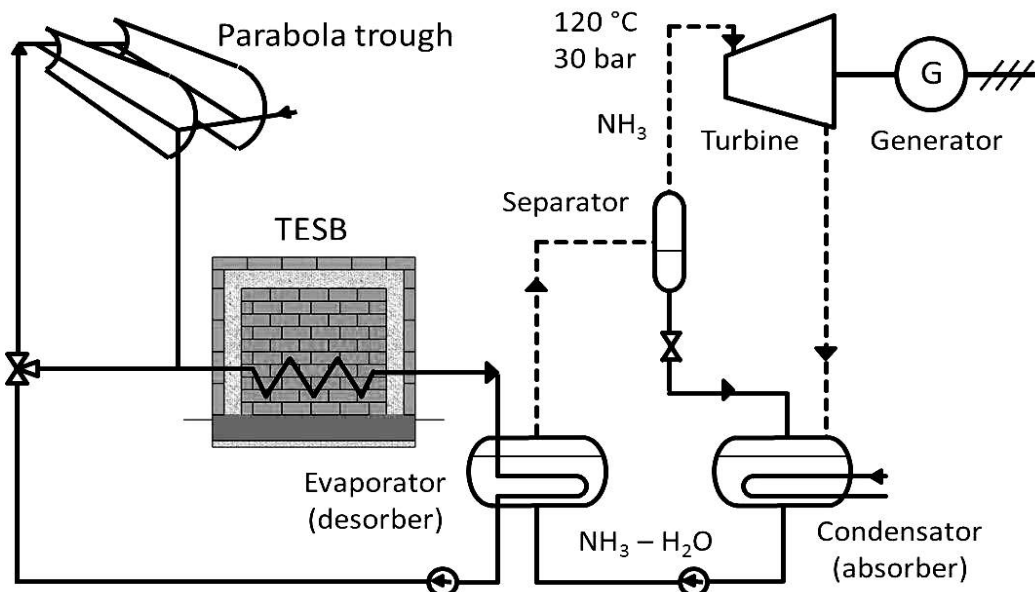 Parabola trough
120 °C
30 bar
G
NH₃
Turbine
Generator
Separator
TESB
Evaporator
(desorber)
NH₃ – H₂O
Condensator
(absorber)